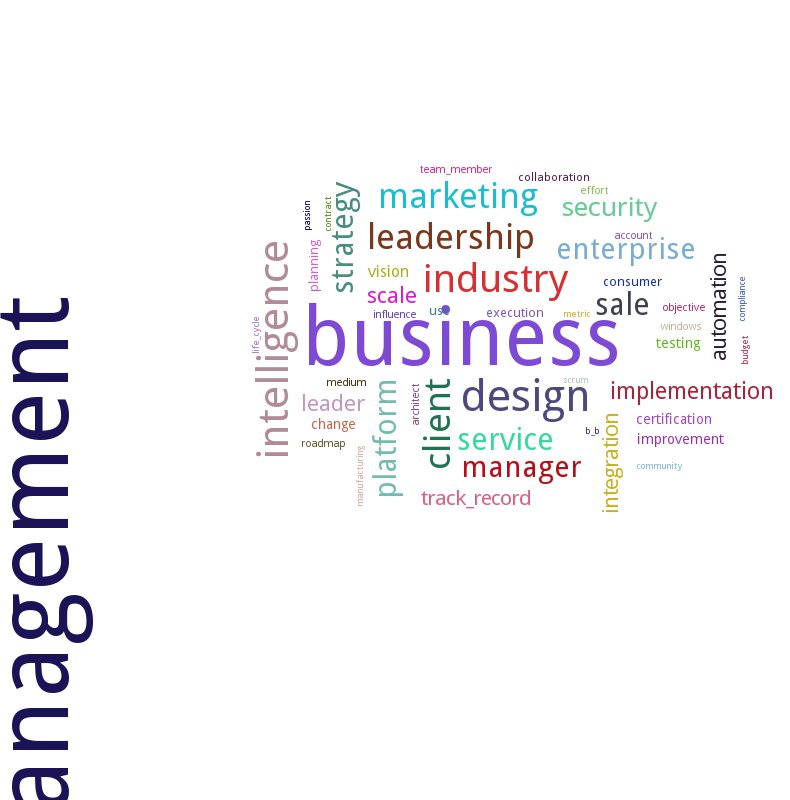 team_member
collaboration
effort
marketing
security
passion
contract
strategy
leadership
account
enterprise
planning
vision
industry
consumer
automation
intelligence
scale
sale
objective
compliance
influence
use
execution
metric
life_cycle
business
windows
testing
budget
anagement
medium
platform
architect
client
design
scrum
implementation
leader
change
service
b_b
integration
certification
roadmap
manufacturing
manager
improvement
community
track_record